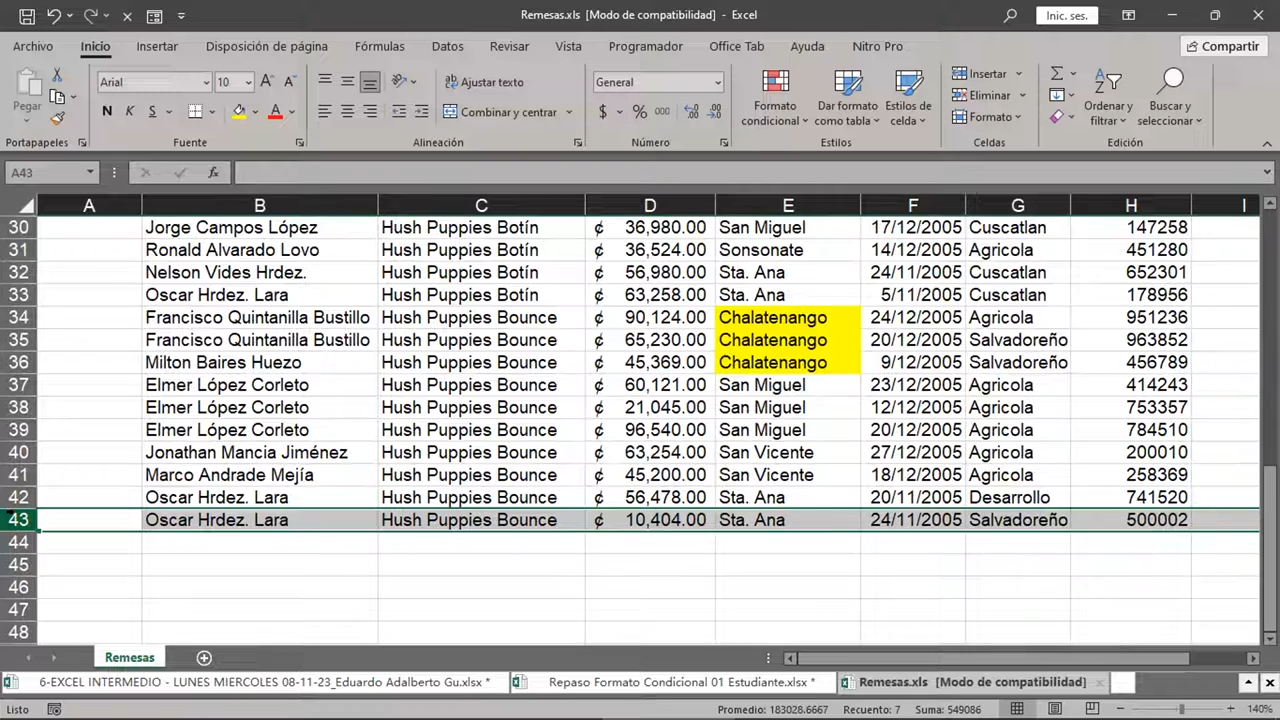 Remesas.xls [Modo de compatibilidad] - Excel
Inic. ses.
Archivo Inicio Insertar Disposición de página Fórmulas Datos Revisar Vista Programador Office Tab Ayuda Nitro Pro
Compartir
Pegar
Portapapeles
Arial 10
N K S
Fuente
Ajustar texto
Combinar y centrar
Alineación
General
$ % 000
Número
Formato condicional
Dar formato como tabla
Estilos de celda
Estilos
Insertar
Eliminar
Formato
Celdas
Ordenar y filtrar
Buscar y seleccionar
Edición
A43
fx
A B C D E F G H I
30 Jorge Campos López Hush Puppies Botín ¢ 36,980.00 San Miguel 17/12/2005 Cuscatlan 147258
31 Ronald Alvarado Lovo Hush Puppies Botín ¢ 36,524.00 Sonsonate 14/12/2005 Agricola 451280
32 Nelson Vides Hrdez. Hush Puppies Botín ¢ 56,980.00 Sta. Ana 24/11/2005 Cuscatlan 652301
33 Oscar Hrdez. Lara Hush Puppies Botín ¢ 63,258.00 Sta. Ana 5/11/2005 Cuscatlan 178956
34 Francisco Quintanilla Bustillo Hush Puppies Bounce ¢ 90,124.00 Chalatenango 24/12/2005 Agricola 951236
35 Francisco Quintanilla Bustillo Hush Puppies Bounce ¢ 65,230.00 Chalatenango 20/12/2005 Salvadoreño 963852
36 Milton Baires Huezo Hush Puppies Bounce ¢ 45,369.00 Chalatenango 9/12/2005 Salvadoreño 456789
37 Elmer López Corleto Hush Puppies Bounce ¢ 60,121.00 San Miguel 23/12/2005 Agricola 414243
38 Elmer López Corleto Hush Puppies Bounce ¢ 21,045.00 San Miguel 12/12/2005 Agricola 753357
39 Elmer López Corleto Hush Puppies Bounce ¢ 96,540.00 San Miguel 20/12/2005 Agricola 784510
40 Jonathan Mancia Jiménez Hush Puppies Bounce ¢ 63,254.00 San Vicente 27/12/2005 Agricola 200010
41 Marco Andrade Mejía Hush Puppies Bounce ¢ 45,200.00 San Vicente 18/12/2005 Agricola 258369
42 Oscar Hrdez. Lara Hush Puppies Bounce ¢ 56,478.00 Sta. Ana 20/11/2005 Desarrollo 741520
43 Oscar Hrdez. Lara Hush Puppies Bounce ¢ 10,404.00 Sta. Ana 24/11/2005 Salvadoreño 500002
44
45
46
47
48
Remesas
6-EXCEL INTERMEDIO - LUNES MIERCOLES 08-11-23_Eduardo Adalberto Gu.xlsx *
Repaso Formato Condicional 01 Estudiante.xlsx *
Remesas.xls [Modo de compatibilidad]
Listo
Promedio: 183028.6667 Recuento: 7 Suma: 549086
140%